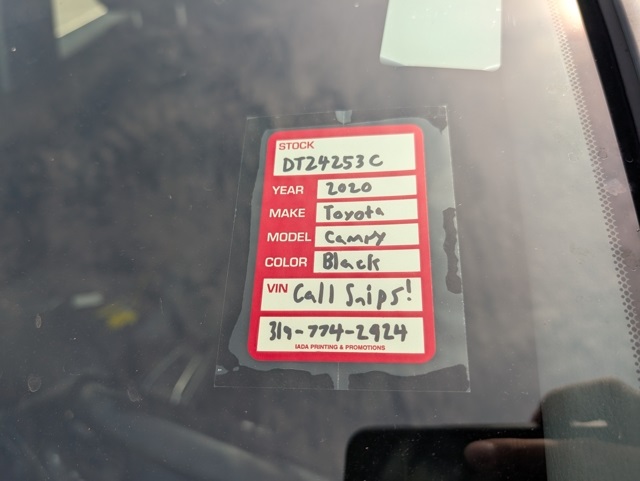 STOCK
DT24253C
YEAR 2020
MAKE Toyota
MODEL Camry
COLOR Black
VIN Call Snips!
319-774-2924
IADA PRINTING & PROMOTIONS